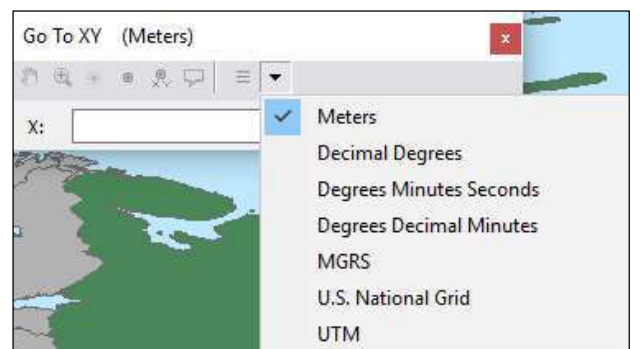 Go To XY (Meters)
x
X:
Meters
Decimal Degrees
Degrees Minutes Seconds
Degrees Decimal Minutes
MGRS
U.S. National Grid
UTM